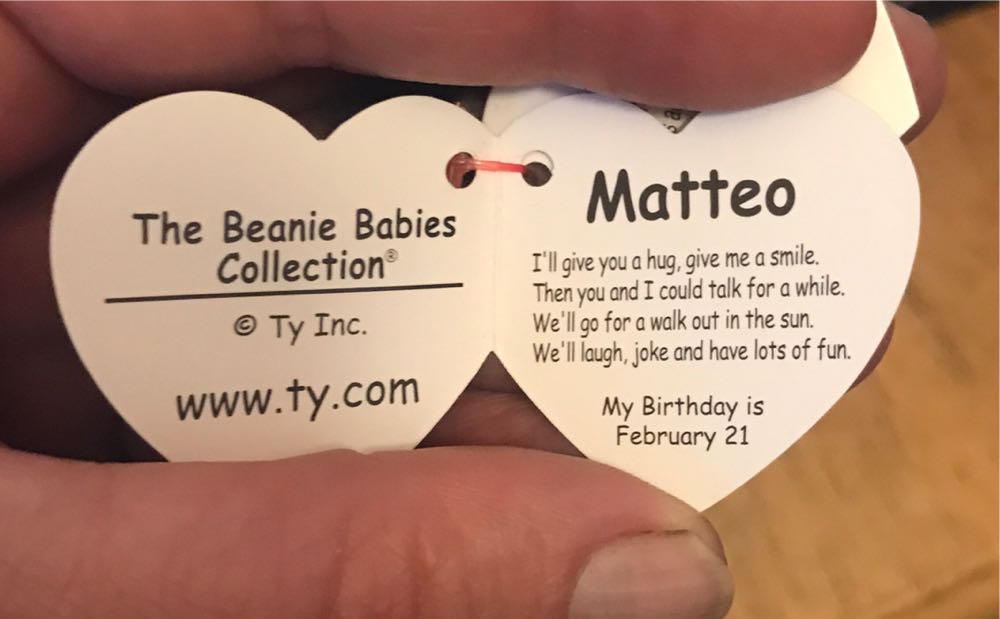 The Beanie Babies
Collection®
© Ty Inc.
www.ty.com
Matteo
I'll give you a hug, give me a smile.
Then you and I could talk for a while.
We'll go for a walk out in the sun.
We'll laugh, joke and have lots of fun.
My Birthday is
February 21